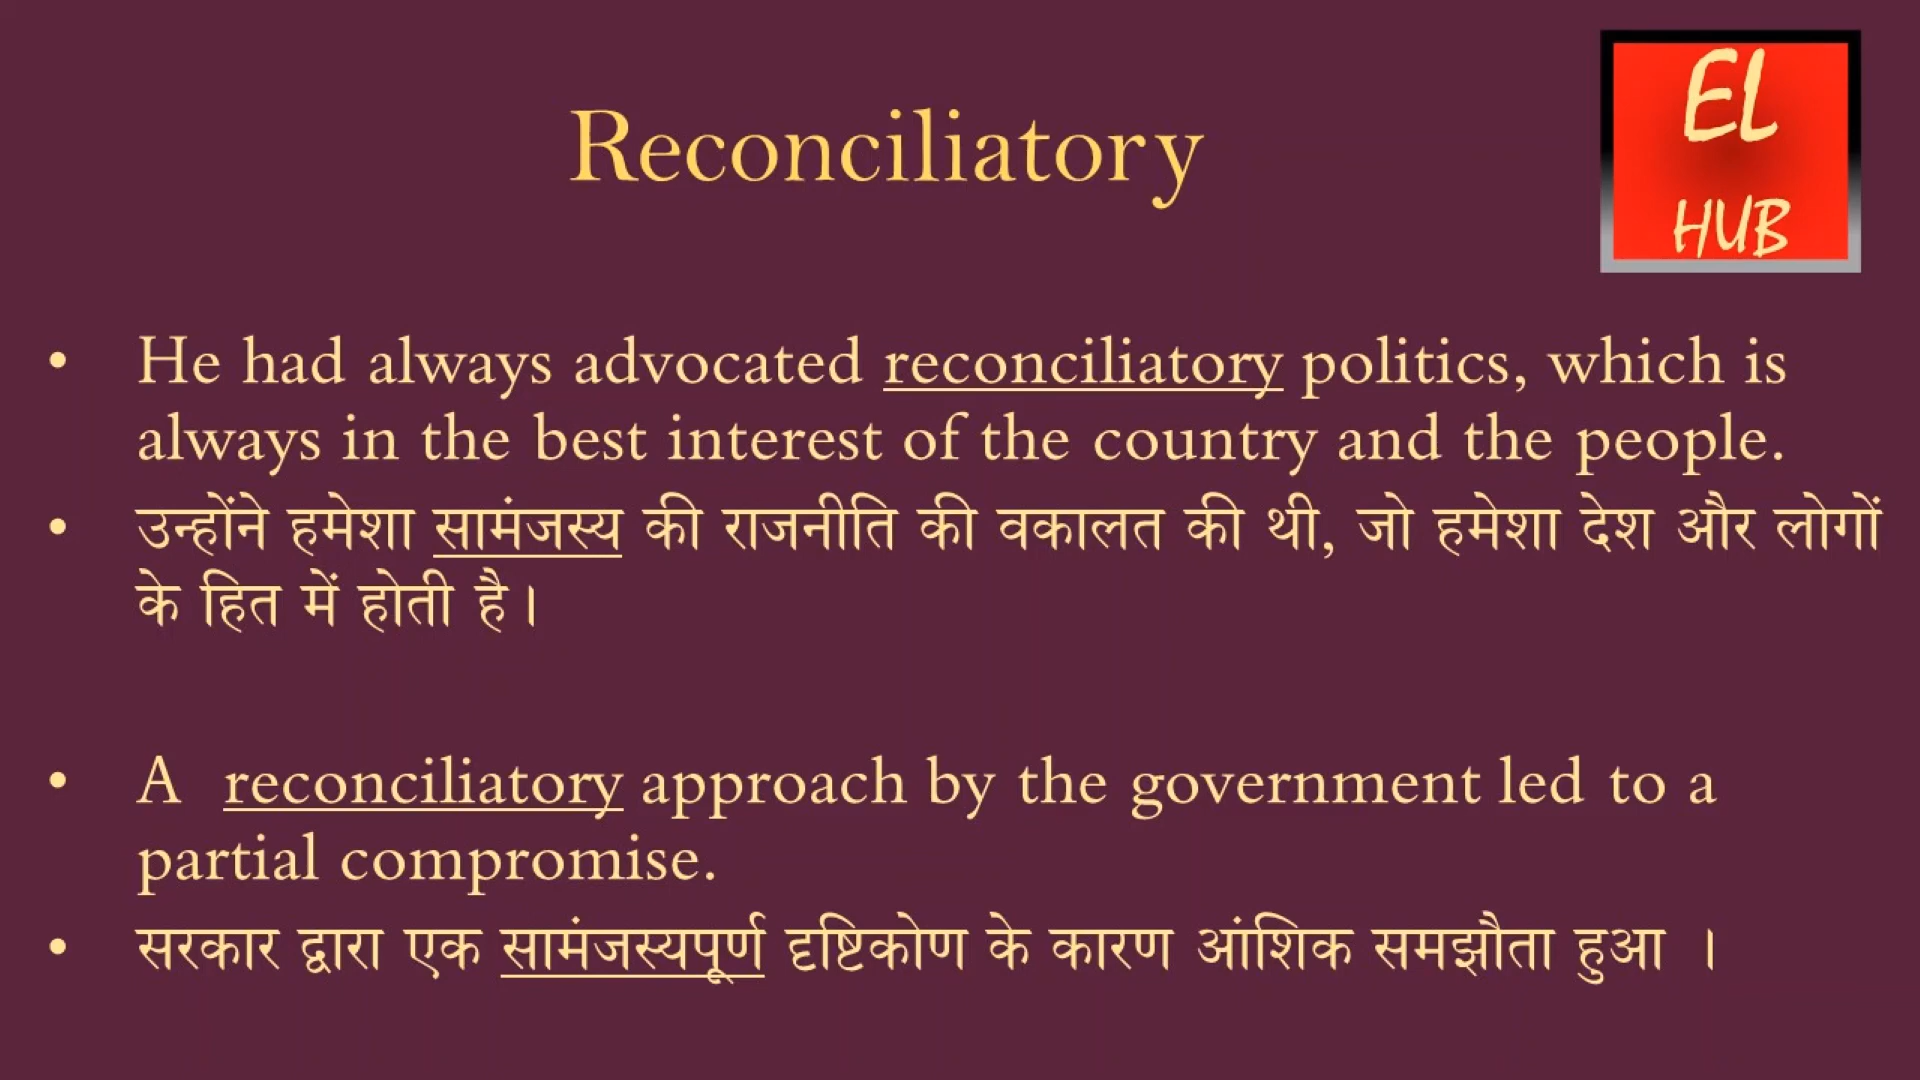 Reconciliatory
EL
HUB
• He had always advocated reconciliatory politics, which is
always in the best interest of the country and the people.
• उन्होंने हमेशा सामंजस्य की राजनीति की वकालत की थी, जो हमेशा देश और लोगों
के हित में होती है।
• A reconciliatory approach by the government led to a
partial compromise.
• सरकार द्वारा एक सामंजस्यपूर्ण दृष्टिकोण के कारण आंशिक समझौता हुआ ।